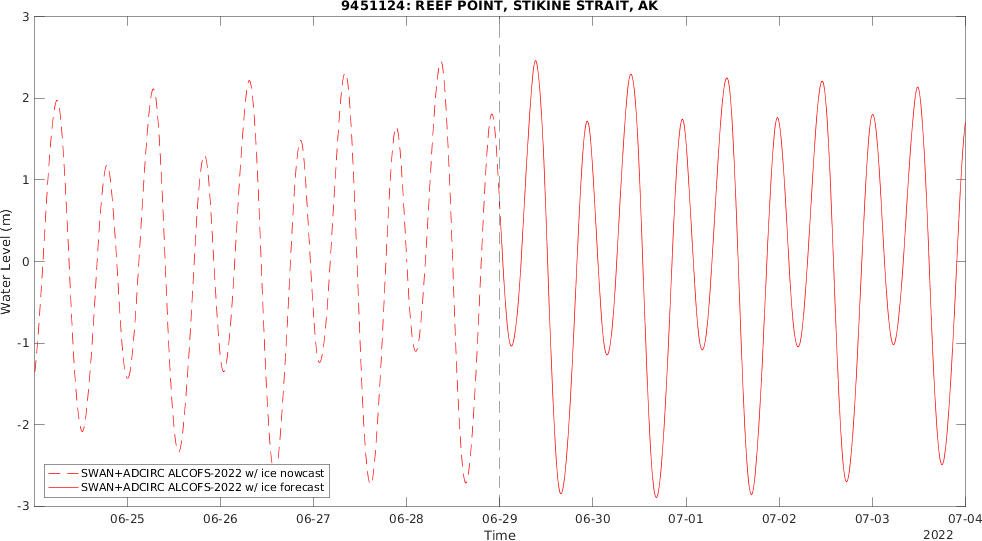 9451124: REEF POINT, STIKINE STRAIT, AK
3
2
1
0
-1
-2
-3
Water Level (m)
SWAN+ADCIRC ALCOFS-2022 w/ ice nowcast
SWAN+ADCIRC ALCOFS-2022 w/ ice forecast
06-25 06-26 06-27 06-28 06-29 06-30 07-01 07-02 07-03 07-04
Time
2022